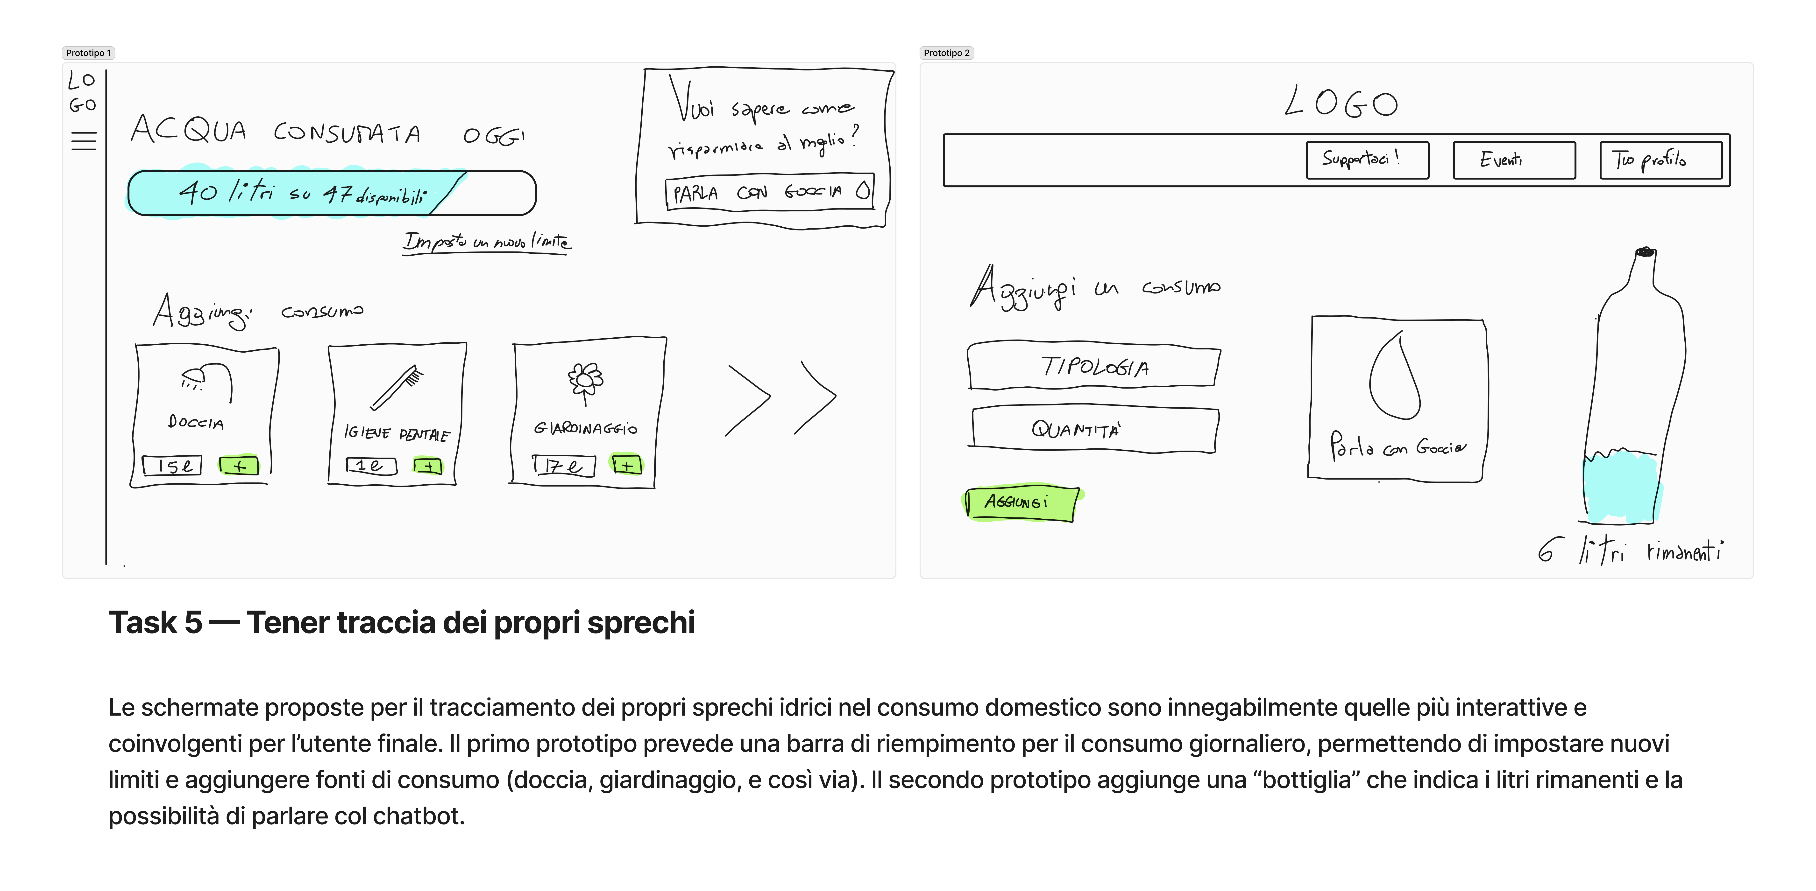 Prototipo 1
LO
GO
ACQUA CONSUMATA OGGI
40 litri su 47 disponibili
Imposta un nuovo limite
Vuoi sapere come
risparmiare al meglio?
PARLA CON GOCCIA
Aggiungi consumo
DOCCIA
15 l +
IGIENE DENTALE
1 l +
GIARDINAGGIO
17 l +
Prototipo 2
LOGO
Supportaci!
Eventi
Tuo profilo
Aggiungi un consumo
TIPOLOGIA
QUANTITA'
AGGIUNGI
Parla con Goccia
6 litri rimanenti
Task 5 — Tener traccia dei propri sprechi
Le schermate proposte per il tracciamento dei propri sprechi idrici nel consumo domestico sono innegabilmente quelle più interattive e
coinvolgenti per l'utente finale. Il primo prototipo prevede una barra di riempimento per il consumo giornaliero, permettendo di impostare nuovi
limiti e aggiungere fonti di consumo (doccia, giardinaggio, e così via). Il secondo prototipo aggiunge una “bottiglia” che indica i litri rimanenti e la
possibilità di parlare col chatbot.